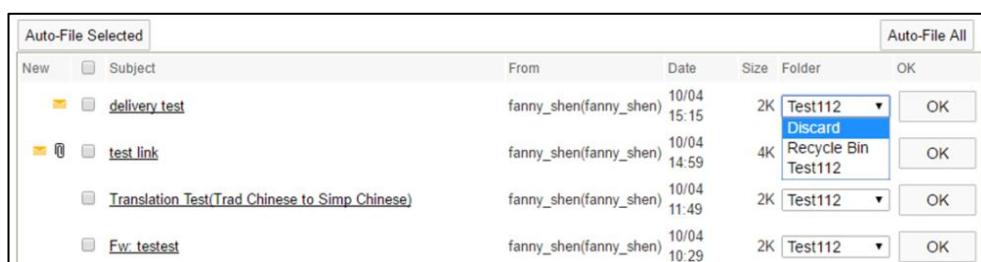 Auto-File Selected Auto-File All
New Subject From Date Size Folder OK
delivery test fanny_shen(fanny_shen) 10/04 15:15 2K Test112 OK
Discard
Recycle Bin
Test112
test link fanny_shen(fanny_shen) 10/04 14:59 4K OK
Translation Test(Trad Chinese to Simp Chinese) fanny_shen(fanny_shen) 10/04 11:49 2K Test112 OK
Fw: testest fanny_shen(fanny_shen) 10/04 10:29 2K Test112 OK